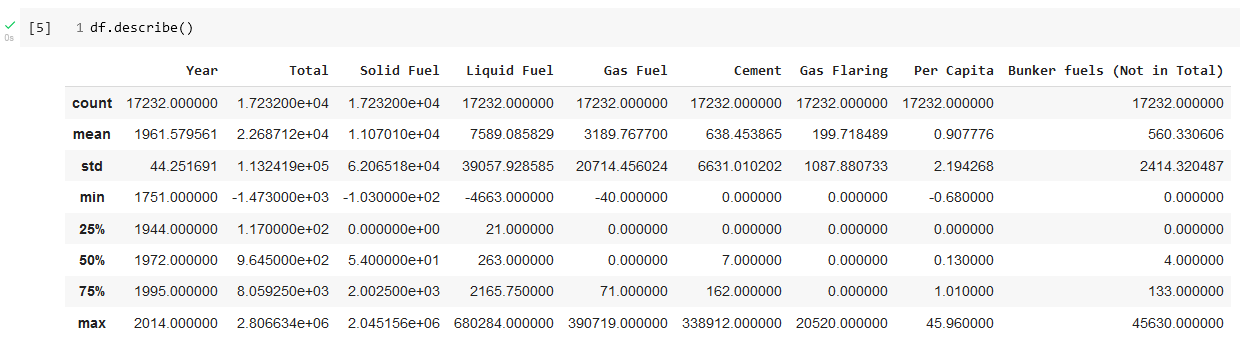 [5] 1 df.describe()
0s
Year Total Solid Fuel Liquid Fuel Gas Fuel Cement Gas Flaring Per Capita Bunker fuels (Not in Total)
count 17232.000000 1.723200e+04 1.723200e+04 17232.000000 17232.000000 17232.000000 17232.000000 17232.000000 17232.000000
mean 1961.579561 2.268712e+04 1.107010e+04 7589.085829 3189.767700 638.453865 199.718489 0.907776 560.330606
std 44.251691 1.132419e+05 6.206518e+04 39057.928585 20714.456024 6631.010202 1087.880733 2.194268 2414.320487
min 1751.000000 -1.473000e+03 -1.030000e+02 -4663.000000 -40.000000 0.000000 0.000000 -0.680000 0.000000
25% 1944.000000 1.170000e+02 0.000000e+00 21.000000 0.000000 0.000000 0.000000 0.000000 0.000000
50% 1972.000000 9.645000e+02 5.400000e+01 263.000000 0.000000 7.000000 0.000000 0.130000 4.000000
75% 1995.000000 8.059250e+03 2.002500e+03 2165.750000 71.000000 162.000000 0.000000 1.010000 133.000000
max 2014.000000 2.806634e+06 2.045156e+06 680284.000000 390719.000000 338912.000000 20520.000000 45.960000 45630.000000